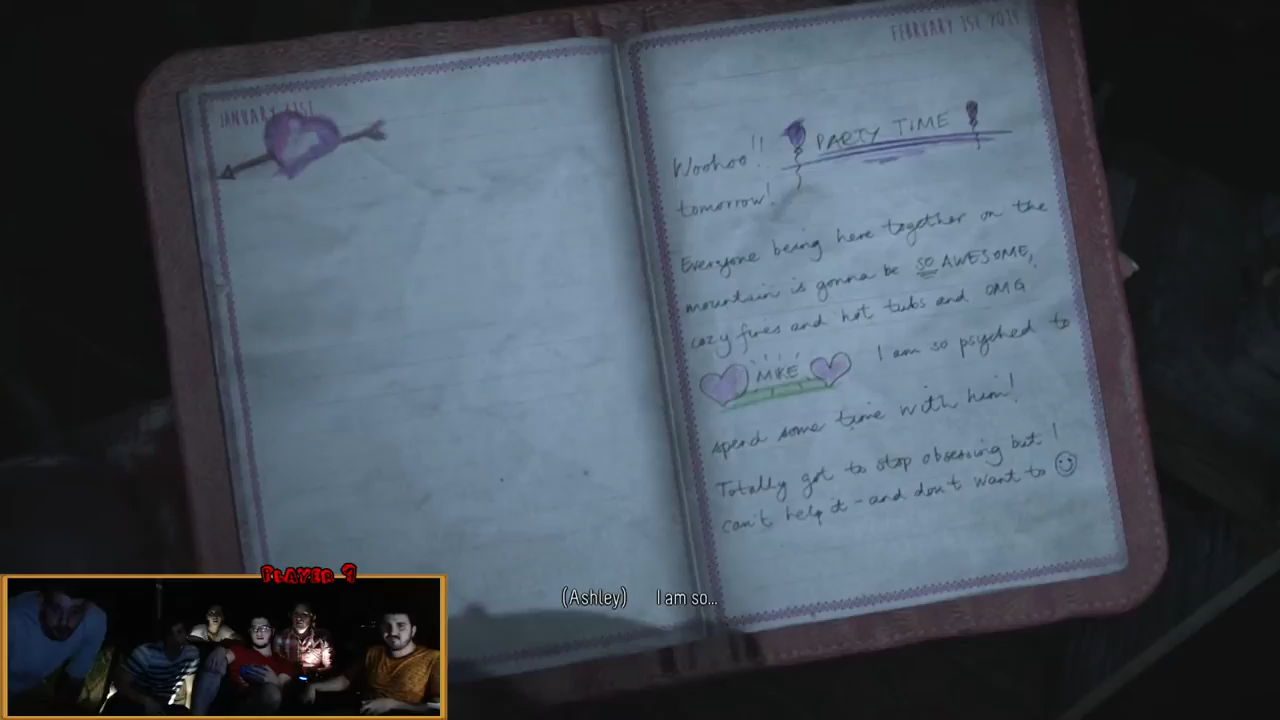 JANUARY 31ST
FEBRUARY 1ST 2014
Woohoo!! PARTY TIME
tomorrow!
Everyone being here together on the
mountain is gonna be SO AWESOME,
cozy fires and hot tubs and OMG
MIKE I am so psyched to
spend some time with him!
Totally got to stop obsessing but I
can't help it - and don't want to
PLAYER 7
(Ashley) I am so...